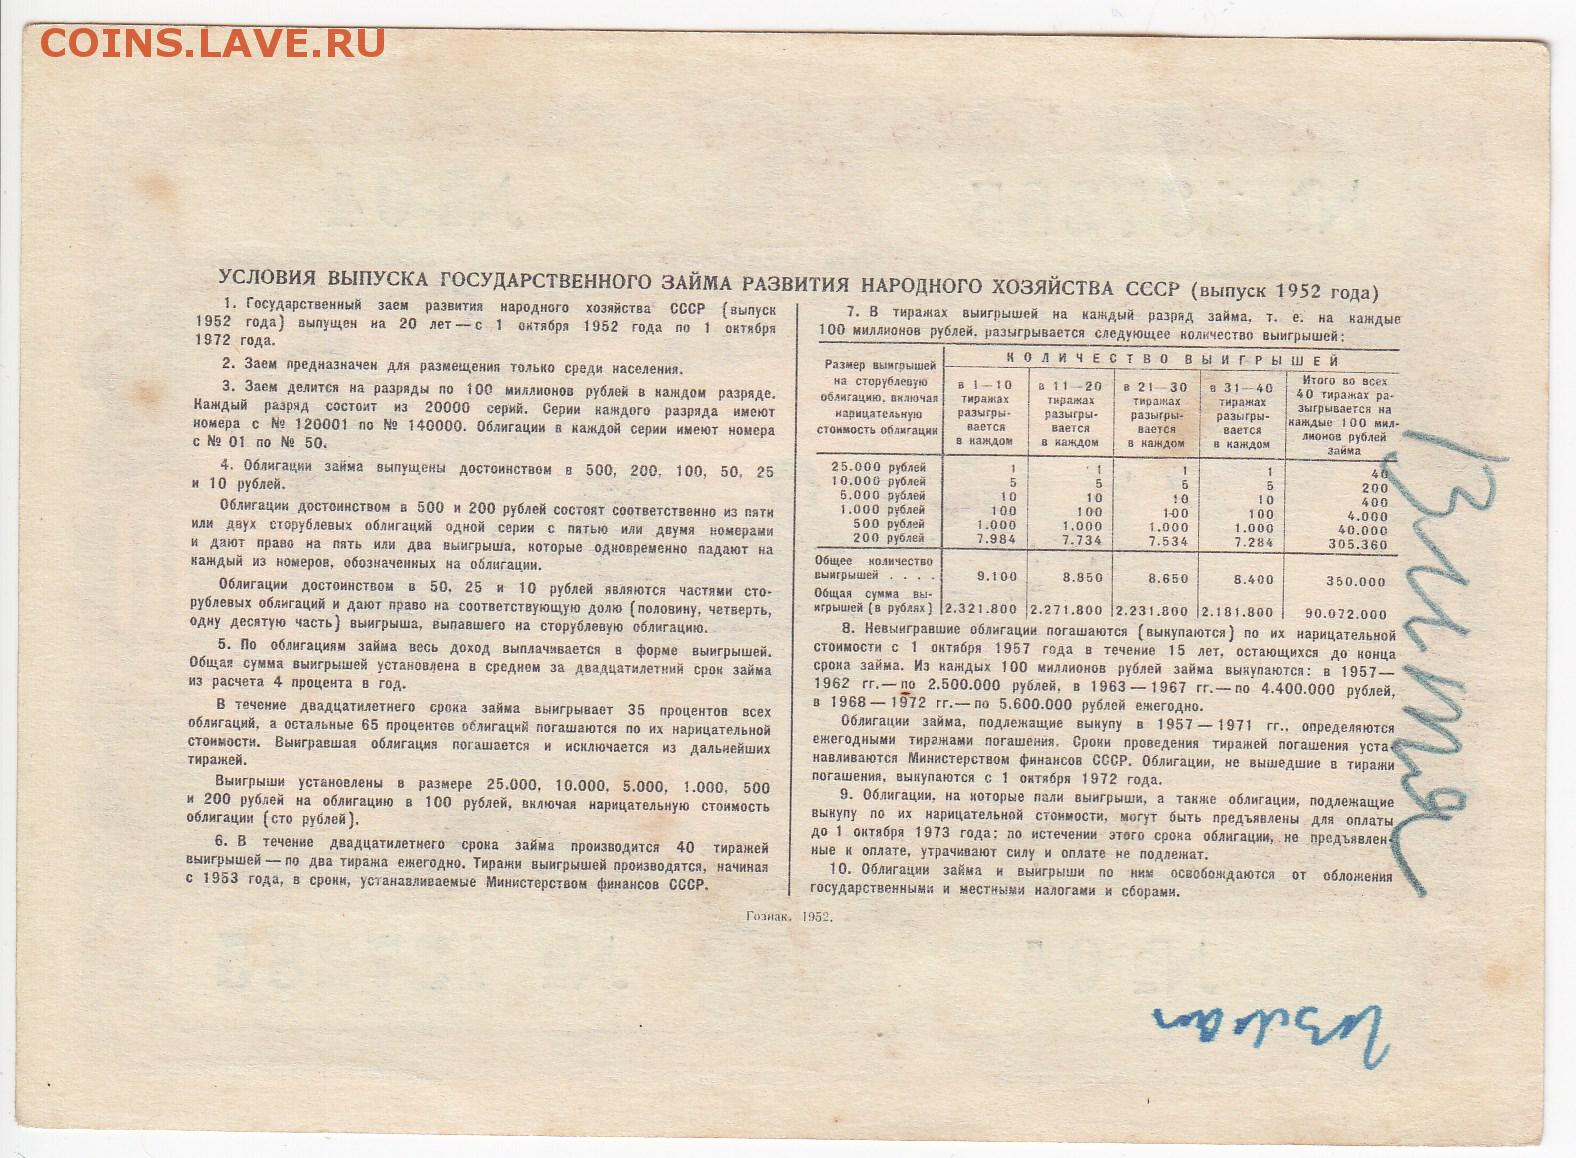 COINS.LAVE.RU
УСЛОВИЯ ВЫПУСКА ГОСУДАРСТВЕННОГО ЗАЙМА РАЗВИТИЯ НАРОДНОГО ХОЗЯЙСТВА СССР (выпуск 1952 года)
1. Государственный заем развития народного хозяйства СССР (выпуск
1952 года) выпущен на 20 лет — с 1 октября 1952 года по 1 октября
1972 года.
2. Заем предназначен для размещения только среди населения.
3. Заем делится на разряды по 100 миллионов рублей в каждом разряде.
Каждый разряд состоит из 20000 серий. Серии каждого разряда имеют
номера с № 120001 по № 140000. Облигации в каждой серии имеют номера
с № 01 по № 50.
4. Облигации займа выпущены достоинством в 500, 200, 100, 50, 25
и 10 рублей.
Облигации достоинством в 500 и 200 рублей состоят соответственно из пяти
или двух сторублевых облигаций одной серии с пятью или двумя номерами
и дают право на пять или два выигрыша, которые одновременно падают на
каждый из номеров, обозначенных на облигации.
Облигации достоинством в 50, 25 и 10 рублей являются частями сто-
рублевых облигаций и дают право на соответствующую долю (половину, четверть,
одну десятую часть) выигрыша, выпавшего на сторублевую облигацию.
5. По облигациям займа весь доход выплачивается в форме выигрышей.
Общая сумма выигрышей установлена в среднем за двадцатилетний срок займа
из расчета 4 процента в год.
В течение двадцатилетнего срока займа выигрывает 35 процентов всех
облигаций, а остальные 65 процентов облигаций погашаются по их нарицательной
стоимости. Выигравшая облигация погашается и исключается из дальнейших
тиражей.
Выигрыши установлены в размере 25.000, 10.000, 5.000, 1.000, 500
и 200 рублей на облигацию в 100 рублей, включая нарицательную стоимость
облигации (сто рублей).
6. В течение двадцатилетнего срока займа производится 40 тиражей
выигрышей — по два тиража ежегодно. Тиражи выигрышей производятся, начиная
с 1953 года, в сроки, устанавливаемые Министерством финансов СССР.
7. В тиражах выигрышей на каждый разряд займа, т. е. на каждые
100 миллионов рублей, разыгрывается следующее количество выигрышей:
Размер выигрышей
на сторублевую
облигацию, включая
нарицательную
стоимость облигации
КОЛИЧЕСТВО ВЫИГРЫШЕЙ
в 1—10
тиражах
разыгры-
вается
в каждом
в 11—20
тиражах
разыгры-
вается
в каждом
в 21—30
тиражах
разыгры-
вается
в каждом
в 31—40
тиражах
разыгры-
вается
в каждом
Итого во всех
40 тиражах ра-
зыгрывается на
каждые 100 мил-
лионов рублей
займа
25.000 рублей 1 1 1 1 40
10.000 рублей 5 5 5 5 200
5.000 рублей 10 10 10 10 400
1.000 рублей 100 100 100 100 4.000
500 рублей 1.000 1.000 1.000 1.000 40.000
200 рублей 7.984 7.734 7.534 7.284 305.360
Общее количество
выигрышей . . . . 9.100 8.850 8.650 8.400 350.000
Общая сумма вы-
игрышей (в рублях) 2.321.800 2.271.800 2.231.800 2.181.800 90.072.000
8. Невыигравшие облигации погашаются (выкупаются) по их нарицательной
стоимости с 1 октября 1957 года в течение 15 лет, остающихся до конца
срока займа. Из каждых 100 миллионов рублей займа выкупаются: в 1957—
1962 гг.— по 2.500.000 рублей, в 1963—1967 гг.—по 4.400.000 рублей,
в 1968—1972 гг.—по 5.600.000 рублей ежегодно.
Облигации займа, подлежащие выкупу в 1957—1971 гг., определяются
ежегодными тиражами погашения. Сроки проведения тиражей погашения уста-
навливаются Министерством финансов СССР. Облигации, не вышедшие в тиражи
погашения, выкупаются с 1 октября 1972 года.
9. Облигации, на которые пали выигрыши, а также облигации, подлежащие
выкупу по их нарицательной стоимости, могут быть предъявлены для оплаты
до 1 октября 1973 года; по истечении этого срока облигации, не предъявлен-
ные к оплате, утрачивают силу и оплате не подлежат.
10. Облигации займа и выигрыши по ним освобождаются от обложения
государственными и местными налогами и сборами.
Гознак. 1952.